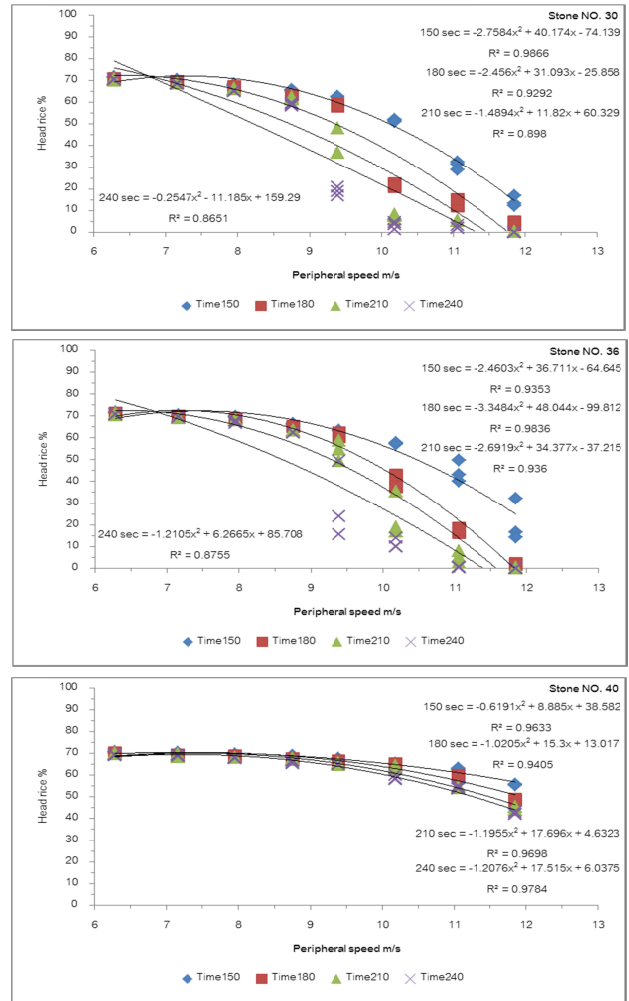 Stone NO. 30
150 sec = -2.7584x² + 40.174x - 74.139
R² = 0.9866
180 sec = -2.456x² + 31.093x - 25.858
R² = 0.9292
210 sec = -1.4894x² + 11.82x + 60.329
R² = 0.898
240 sec = -0.2547x² - 11.185x + 159.29
R² = 0.8651
Head rice %
100
90
80
70
60
50
40
30
20
10
0
6 7 8 9 10 11 12 13
Peripheral speed m/s
Time150 Time180 Time210 Time240
Stone NO. 36
150 sec = -2.4603x² + 36.711x - 64.645
R² = 0.9353
180 sec = -3.3484x² + 48.044x - 99.812
R² = 0.9836
210 sec = -2.6919x² + 34.377x - 37.215
R² = 0.936
240 sec = -1.2105x² + 6.2665x + 85.708
R² = 0.8755
Head rice %
100
90
80
70
60
50
40
30
20
10
0
6 7 8 9 10 11 12 13
Peripheral speed m/s
Time150 Time180 Time210 Time240
Stone NO. 40
150 sec = -0.6191x² + 8.885x + 38.582
R² = 0.9633
180 sec = -1.0205x² + 15.3x + 13.017
R² = 0.9405
210 sec = -1.1955x² + 17.696x + 4.6323
R² = 0.9698
240 sec = -1.2076x² + 17.515x + 6.0375
R² = 0.9784
Head rice %
100
90
80
70
60
50
40
30
20
10
0
6 7 8 9 10 11 12 13
Peripheral speed m/s
Time150 Time180 Time210 Time240